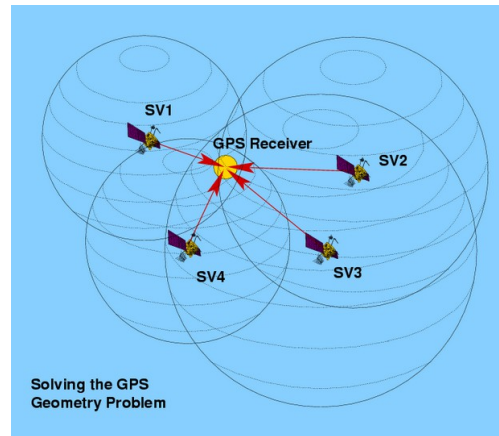 SV1
GPS Receiver
SV2
SV4
SV3
Solving the GPS
Geometry Problem